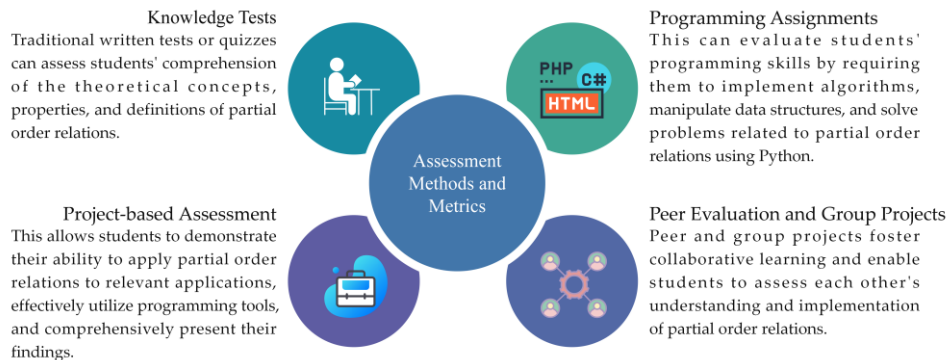 Knowledge Tests
Traditional written tests or quizzes
can assess students' comprehension
of the theoretical concepts,
properties, and definitions of partial
order relations.
Programming Assignments
This can evaluate students'
programming skills by requiring
them to implement algorithms,
manipulate data structures, and solve
problems related to partial order
relations using Python.
PHP
...
C#
HTML
Assessment
Methods and
Metrics
Project-based Assessment
This allows students to demonstrate
their ability to apply partial order
relations to relevant applications,
effectively utilize programming tools,
and comprehensively present their
findings.
Peer Evaluation and Group Projects
Peer and group projects foster
collaborative learning and enable
students to assess each other's
understanding and implementation
of partial order relations.